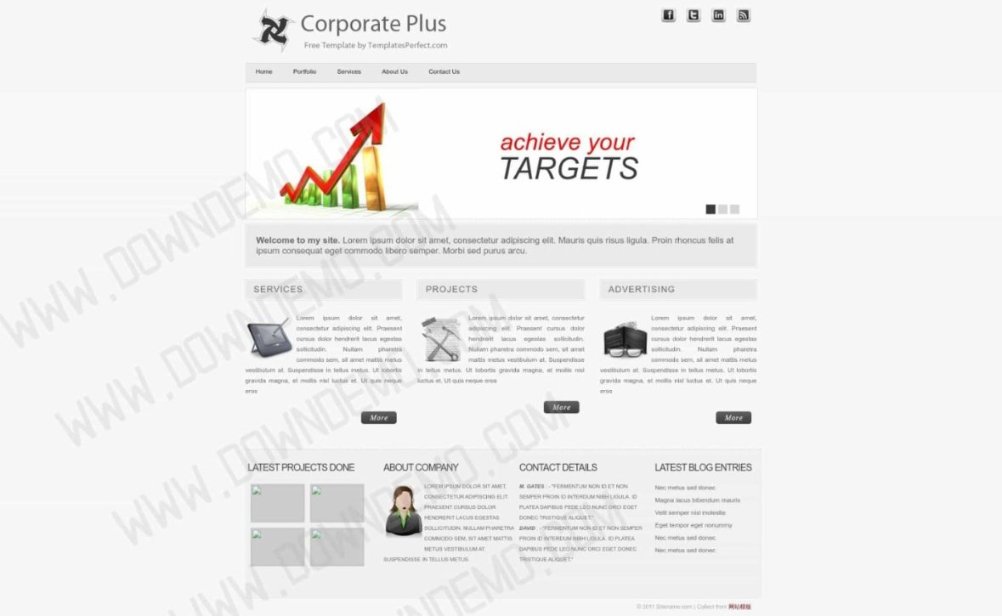 Corporate Plus
Free Template by TemplatesPerfect.com
Home Portfolio Services About Us Contact Us
achieve your
TARGETS
Welcome to my site. Lorem ipsum dolor sit amet, consectetur adipiscing elit. Mauris quis risus ligula. Proin rhoncus felis at
ipsum consequat eget commodo libero semper. Morbi sed purus arcu.
SERVICES
Lorem ipsum dolor sit amet,
consectetur adipiscing elit. Praesent
cursus dolor hendrerit lacus egestas
sollicitudin. Nullam pharetra
commodo sem, sit amet mattis metus
vestibulum at. Suspendisse in tellus metus. Ut lobortis
gravida magna, et mollis nisl luctus et. Ut quis neque
eros
More
PROJECTS
Lorem ipsum dolor sit amet, consectetur
adipiscing elit. Praesent cursus dolor
hendrerit lacus egestas sollicitudin.
Nullam pharetra commodo sem, sit amet
mattis metus vestibulum at. Suspendisse
in tellus metus. Ut lobortis gravida magna, et mollis nisl
luctus et. Ut quis neque eros
More
ADVERTISING
Lorem ipsum dolor sit amet,
consectetur adipiscing elit. Praesent
cursus dolor hendrerit lacus egestas
sollicitudin. Nullam pharetra
commodo sem, sit amet mattis metus
vestibulum at. Suspendisse in tellus metus. Ut lobortis
gravida magna, et mollis nisl luctus et. Ut quis neque
eros
More
LATEST PROJECTS DONE
ABOUT COMPANY
LOREM IPSUM DOLOR SIT AMET,
CONSECTETUR ADIPISCING ELIT.
PRAESENT CURSUS DOLOR
HENDRERIT LACUS EGESTAS
SOLLICITUDIN. NULLAM PHARETRA
COMMODO SEM, SIT AMET MATTIS
METUS VESTIBULUM AT.
SUSPENDISSE IN TELLUS METUS.
CONTACT DETAILS
M. GATES : - "FERMENTUM NON ID ET NON
SEMPER PROIN ID INTERDUM NIBH LIGULA. ID
PLATEA DAPIBUS FEDE LEO NUNC ORCI EGET
DONEC TRISTIQUE ALIQUET."
DAVID : - "FERMENTUM NON ID ET NON SEMPER
PROIN ID INTERDUM NIBH LIGULA. ID PLATEA
DAPIBUS FEDE LEO NUNC ORCI EGET DONEC
TRISTIQUE ALIQUET."
LATEST BLOG ENTRIES
Nec metus sed donec
Magna lacus bibendum mauris
Velit semper nisi molestie
Eget tempor eget nonummy
Nec metus sed donec
Nec metus sed donec
© 2011 Sitename.com | Collect from 网站模板
WWW.DOWNDEMO.COM
WWW.DOWNDEMO.COM
WWW.DOWNDEMO.COM
WWW.DOWNDEMO.COM
WWW.DOWNDEMO.COM